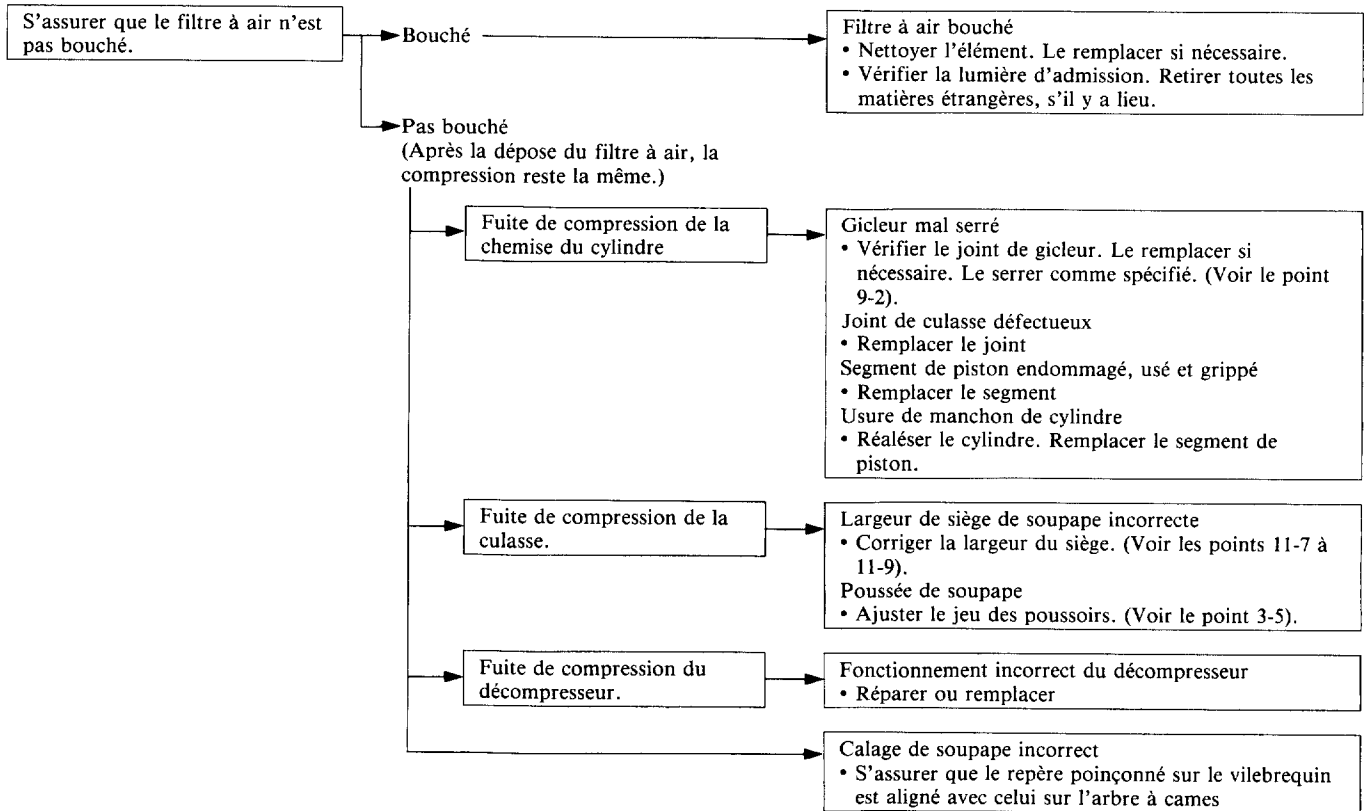 S'assurer que le filtre à air n'est
pas bouché.
Bouché
Filtre à air bouché
• Nettoyer l'élément. Le remplacer si nécessaire.
• Vérifier la lumière d'admission. Retirer toutes les
matières étrangères, s'il y a lieu.
Pas bouché
(Après la dépose du filtre à air, la
compression reste la même.)
Fuite de compression de la
chemise du cylindre
Gicleur mal serré
• Vérifier le joint de gicleur. Le remplacer si
nécessaire. Le serrer comme spécifié. (Voir le point
9-2).
Joint de culasse défectueux
• Remplacer le joint
Segment de piston endommagé, usé et grippé
• Remplacer le segment
Usure de manchon de cylindre
• Réaléser le cylindre. Remplacer le segment de
piston.
Fuite de compression de la
culasse.
Largeur de siège de soupape incorrecte
• Corriger la largeur du siège. (Voir les points 11-7 à
11-9).
Poussée de soupape
• Ajuster le jeu des poussoirs. (Voir le point 3-5).
Fuite de compression du
décompresseur.
Fonctionnement incorrect du décompresseur
• Réparer ou remplacer
Calage de soupape incorrect
• S'assurer que le repère poinçonné sur le vilebrequin
est aligné avec celui sur l'arbre à cames